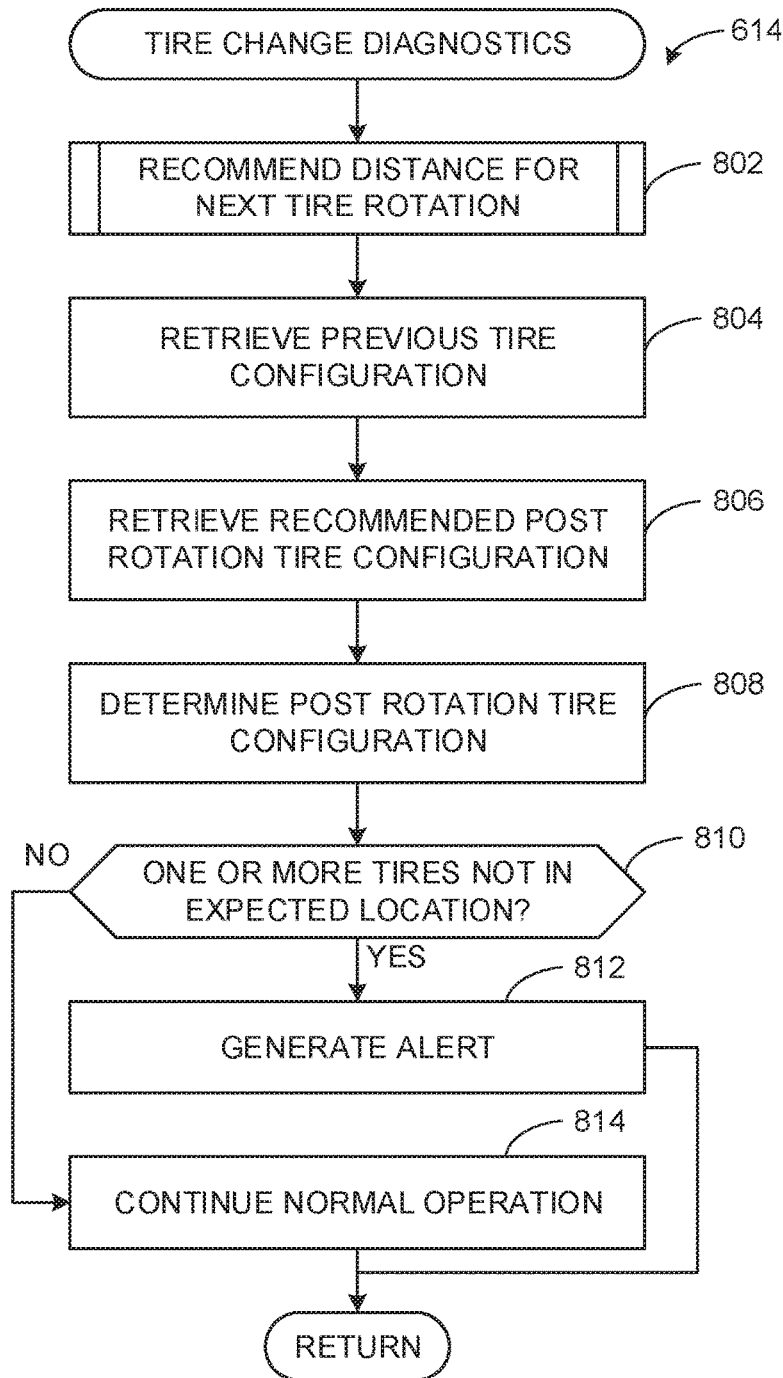 TIRE CHANGE DIAGNOSTICS
614
RECOMMEND DISTANCE FOR
NEXT TIRE ROTATION
802
RETRIEVE PREVIOUS TIRE
CONFIGURATION
804
RETRIEVE RECOMMENDED POST
ROTATION TIRE CONFIGURATION
806
DETERMINE POST ROTATION TIRE
CONFIGURATION
808
NO
ONE OR MORE TIRES NOT IN
EXPECTED LOCATION?
810
YES
812
GENERATE ALERT
814
CONTINUE NORMAL OPERATION
RETURN